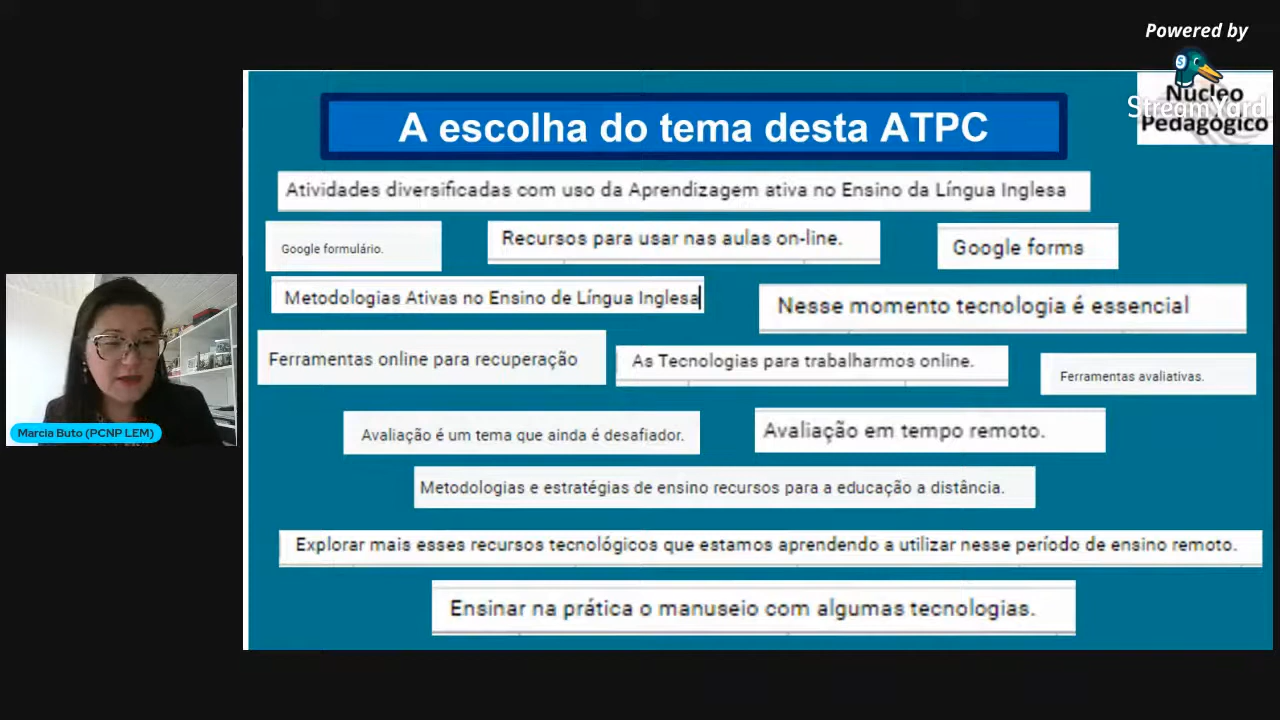 Powered by
StreamYard
Núcleo
Pedagógico
A escolha do tema desta ATPC
Atividades diversificadas com uso da Aprendizagem ativa no Ensino da Língua Inglesa
Google formulário.
Recursos para usar nas aulas on-line.
Google forms
Metodologias Ativas no Ensino de Língua Inglesa
Nesse momento tecnologia é essencial
Ferramentas online para recuperação
As Tecnologias para trabalharmos online.
Ferramentas avaliativas.
Marcia Buto (PCNP LEM)
Avaliação é um tema que ainda é desafiador.
Avaliação em tempo remoto.
Metodologias e estratégias de ensino recursos para a educação a distância.
Explorar mais esses recursos tecnológicos que estamos aprendendo a utilizar nesse período de ensino remoto.
Ensinar na prática o manuseio com algumas tecnologias.